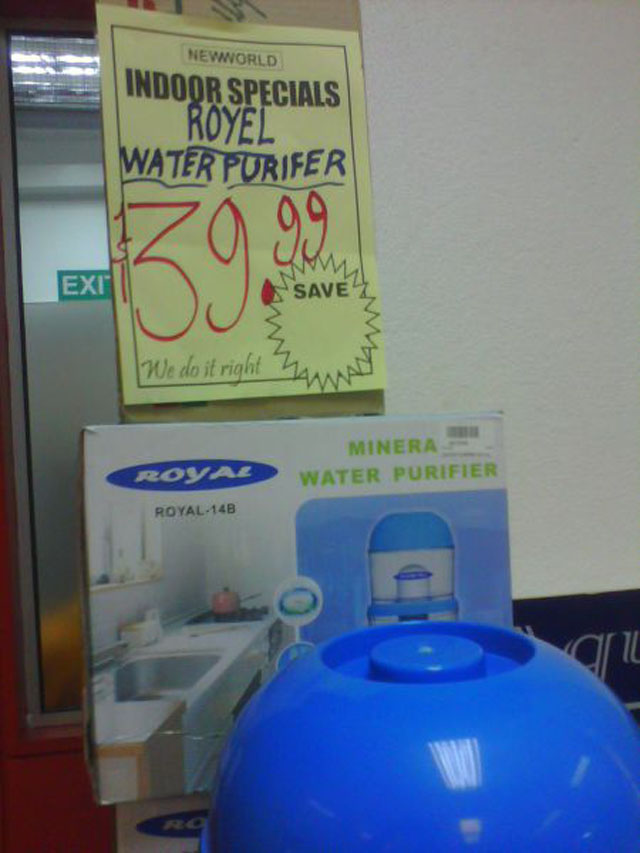 NEWWORLD
INDOOR SPECIALS
ROYEL
WATER PURIFER
$39.99
SAVE
We do it right
EXIT
ROYAL
ROYAL-14B
MINERA
WATER PURIFIER
RO